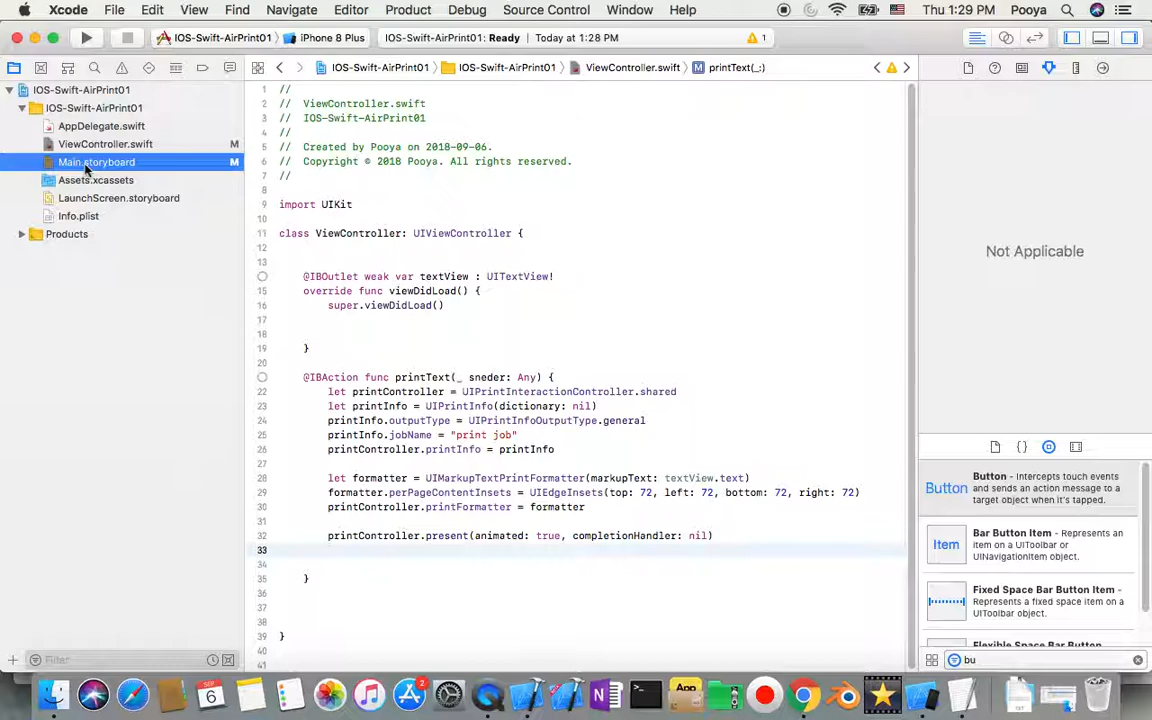 Xcode File Edit View Find Navigate Editor Product Debug Source Control Window Help Thu 1:29 PM Pooya
IOS-Swift-AirPrint01 iPhone 8 Plus IOS-Swift-AirPrint01: Ready Today at 1:28 PM 1
IOS-Swift-AirPrint01 IOS-Swift-AirPrint01 ViewController.swift M printText(_:)
IOS-Swift-AirPrint01
IOS-Swift-AirPrint01
AppDelegate.swift
ViewController.swift M
Main.storyboard M
Assets.xcassets
LaunchScreen.storyboard
Info.plist
Products
Filter
1 //
2 // ViewController.swift
3 // IOS-Swift-AirPrint01
4 //
5 // Created by Pooya on 2018-09-06.
6 // Copyright © 2018 Pooya. All rights reserved.
7 //
8
9 import UIKit
10
11 class ViewController: UIViewController {
12
13
@IBOutlet weak var textView : UITextView!
15 override func viewDidLoad() {
16 super.viewDidLoad()
17
18
19 }
20
@IBAction func printText(_ sneder: Any) {
22 let printController = UIPrintInteractionController.shared
23 let printInfo = UIPrintInfo(dictionary: nil)
24 printInfo.outputType = UIPrintInfoOutputType.general
25 printInfo.jobName = "print job"
26 printController.printInfo = printInfo
27
28 let formatter = UIMarkupTextPrintFormatter(markupText: textView.text)
29 formatter.perPageContentInsets = UIEdgeInsets(top: 72, left: 72, bottom: 72, right: 72)
30 printController.printFormatter = formatter
31
32 printController.present(animated: true, completionHandler: nil)
33
34
35 }
36
37
38
39 }
40
41
Not Applicable
Button
Button - Intercepts touch events and sends an action message to a target object when it's tapped.
Item
Bar Button Item - Represents an item on a UIToolbar or UINavigationItem object.
Fixed Space Bar Button Item - Represents a fixed space item on a UIToolbar object.
Flexible Space Bar Button
bu
SEP
6
2
App